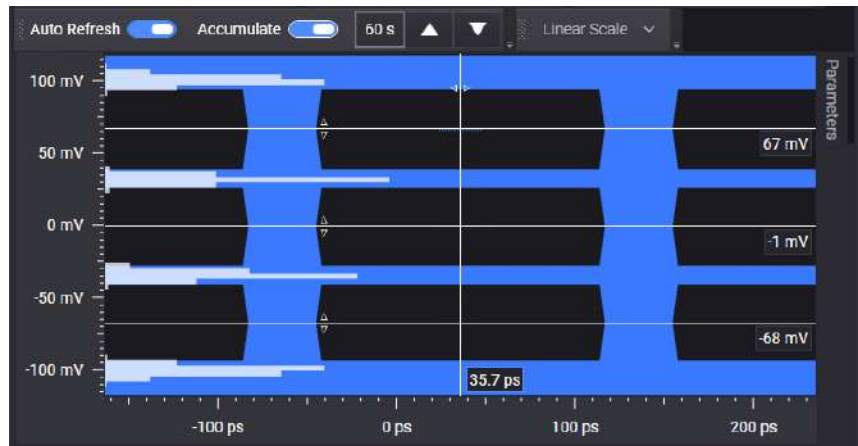 Auto Refresh Accumulate 60 s Linear Scale
Parameters
100 mV
67 mV
50 mV
0 mV
-1 mV
-50 mV
-68 mV
-100 mV
35.7 ps
-100 ps 0 ps 100 ps 200 ps